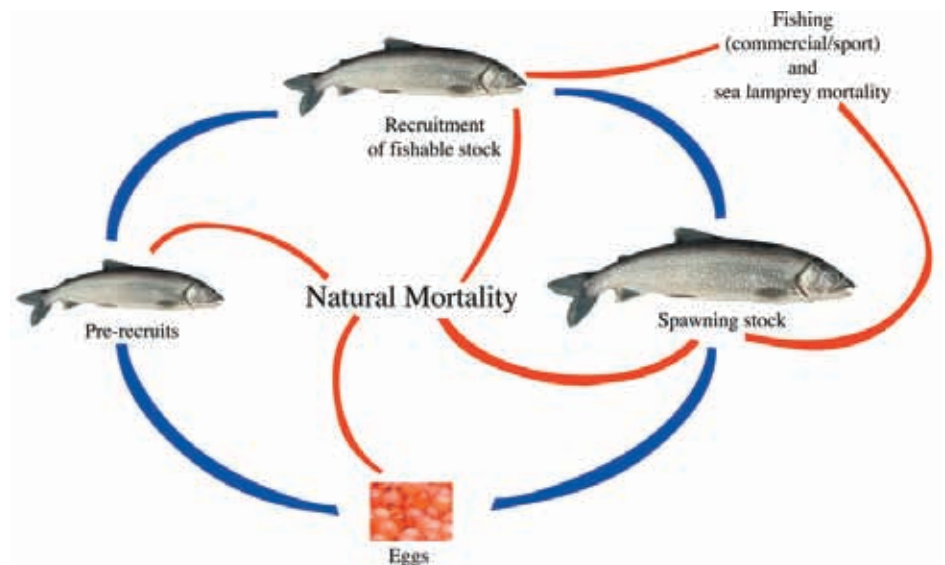 Fishing
(commercial/sport)
and
sea lamprey mortality
Recruitment
of fishable stock
Natural Mortality
Pre-recruits
Spawning stock
Eggs